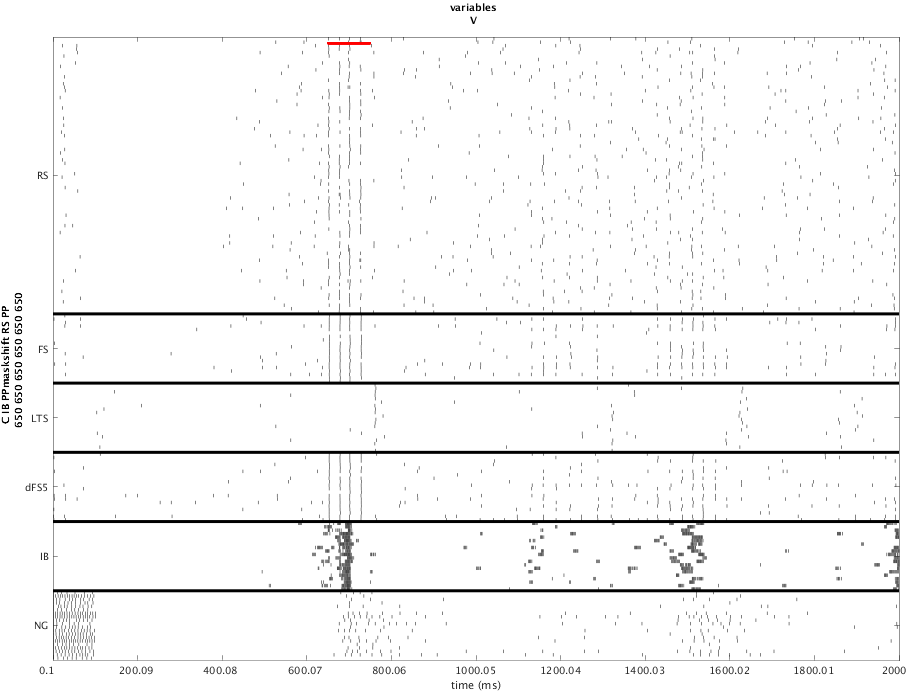 variables
V
C IB PPmaskshift RS PP
650 650 650 650 650 650
RS
FS
LTS
dFS5
IB
NG
0.1 200.09 400.08 600.07 800.06 1000.05 1200.04 1400.03 1600.02 1800.01 2000
time (ms)